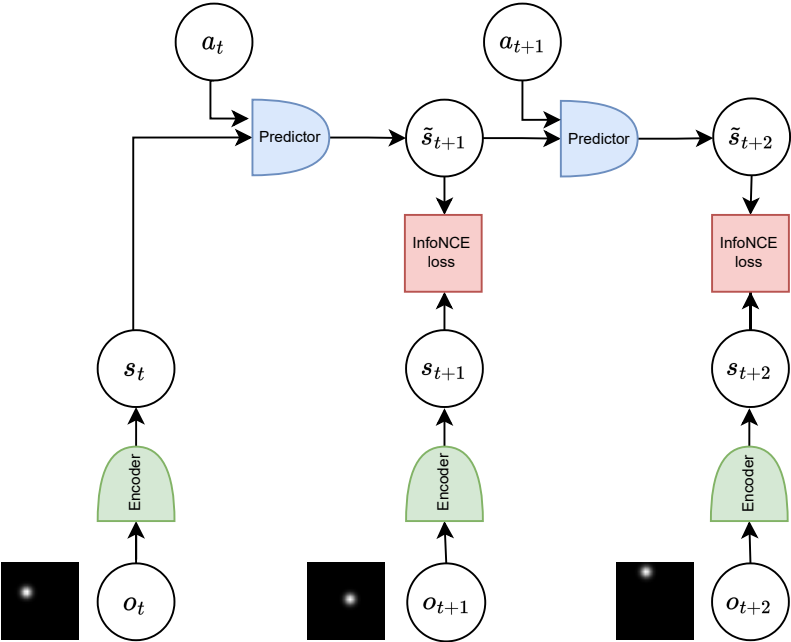 a_t
a_{t+1}
Predictor
s̃_{t+1}
Predictor
s̃_{t+2}
InfoNCE
loss
InfoNCE
loss
s_t
s_{t+1}
s_{t+2}
Encoder
Encoder
Encoder
o_t
o_{t+1}
o_{t+2}